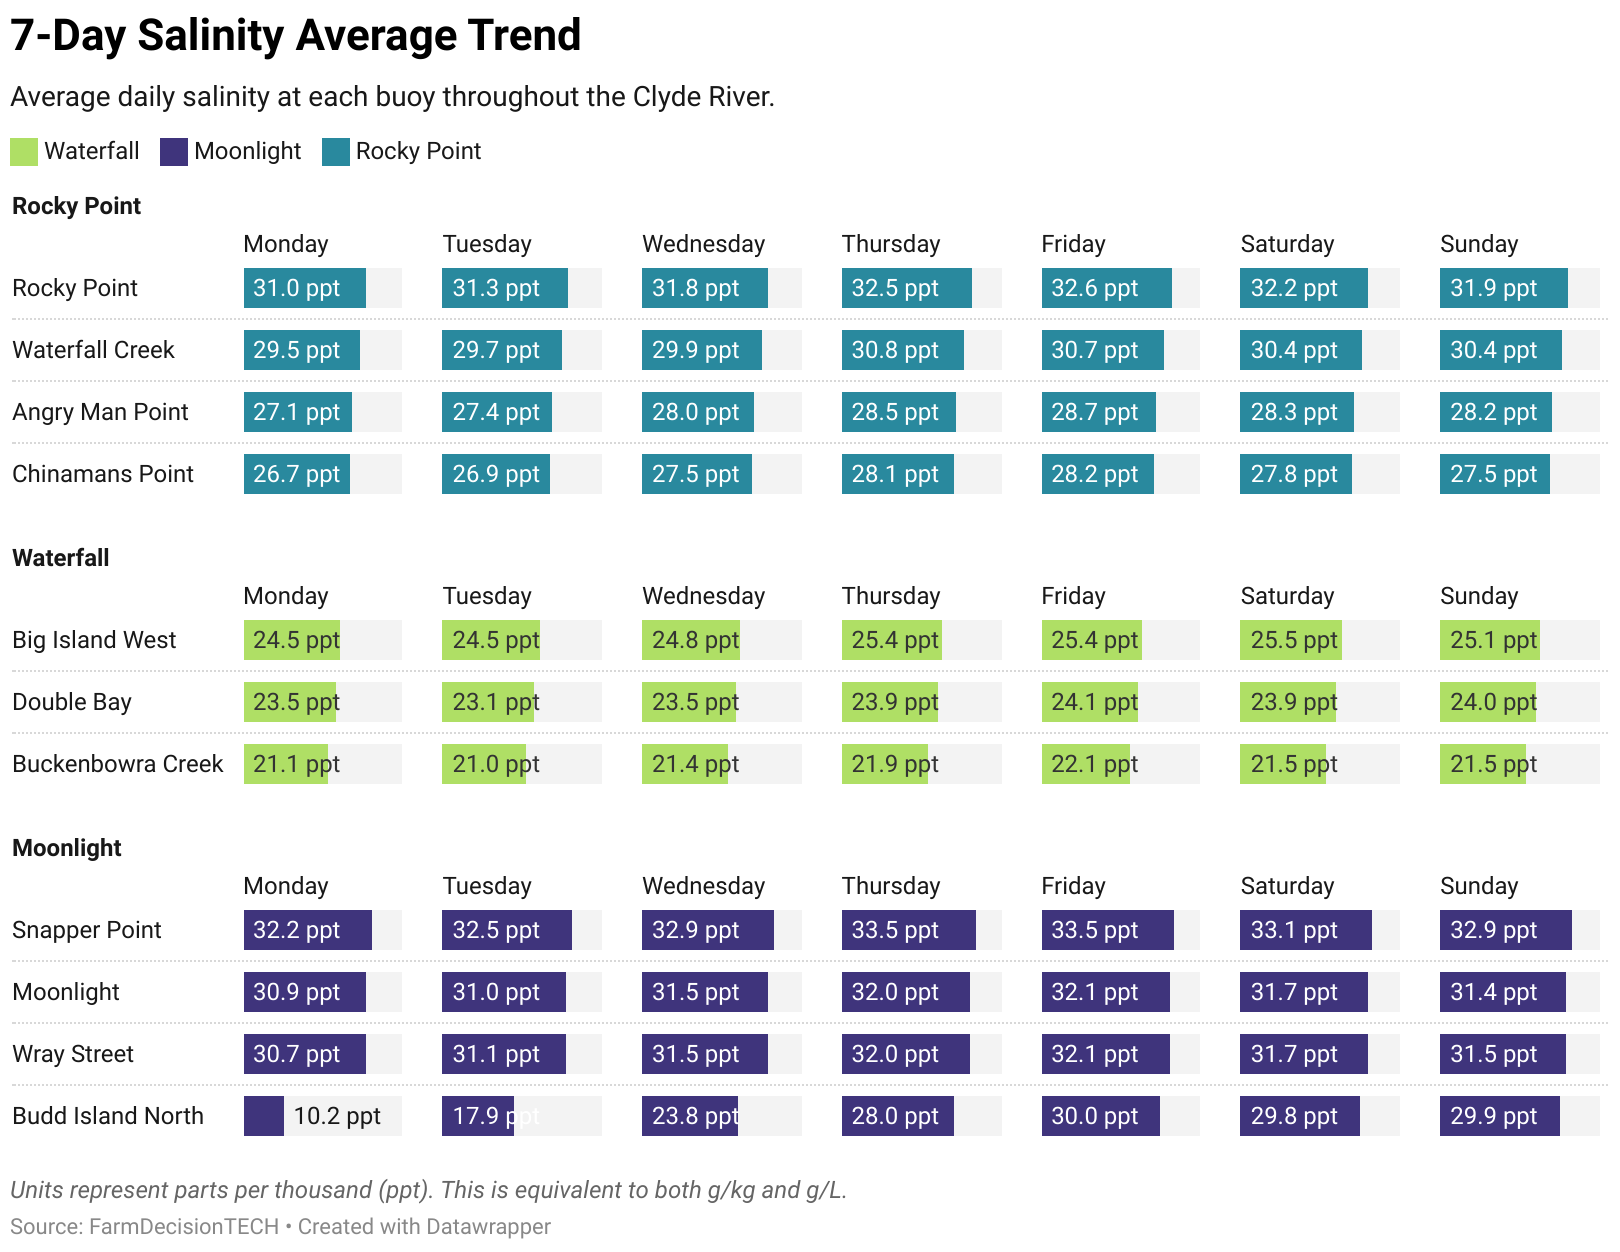 7-Day Salinity Average Trend
Average daily salinity at each buoy throughout the Clyde River.
Waterfall Moonlight Rocky Point
Rocky Point
Monday Tuesday Wednesday Thursday Friday Saturday Sunday
Rocky Point 31.0 ppt 31.3 ppt 31.8 ppt 32.5 ppt 32.6 ppt 32.2 ppt 31.9 ppt
Waterfall Creek 29.5 ppt 29.7 ppt 29.9 ppt 30.8 ppt 30.7 ppt 30.4 ppt 30.4 ppt
Angry Man Point 27.1 ppt 27.4 ppt 28.0 ppt 28.5 ppt 28.7 ppt 28.3 ppt 28.2 ppt
Chinamans Point 26.7 ppt 26.9 ppt 27.5 ppt 28.1 ppt 28.2 ppt 27.8 ppt 27.5 ppt
Waterfall
Monday Tuesday Wednesday Thursday Friday Saturday Sunday
Big Island West 24.5 ppt 24.5 ppt 24.8 ppt 25.4 ppt 25.4 ppt 25.5 ppt 25.1 ppt
Double Bay 23.5 ppt 23.1 ppt 23.5 ppt 23.9 ppt 24.1 ppt 23.9 ppt 24.0 ppt
Buckenbowra Creek 21.1 ppt 21.0 ppt 21.4 ppt 21.9 ppt 22.1 ppt 21.5 ppt 21.5 ppt
Moonlight
Monday Tuesday Wednesday Thursday Friday Saturday Sunday
Snapper Point 32.2 ppt 32.5 ppt 32.9 ppt 33.5 ppt 33.5 ppt 33.1 ppt 32.9 ppt
Moonlight 30.9 ppt 31.0 ppt 31.5 ppt 32.0 ppt 32.1 ppt 31.7 ppt 31.4 ppt
Wray Street 30.7 ppt 31.1 ppt 31.5 ppt 32.0 ppt 32.1 ppt 31.7 ppt 31.5 ppt
Budd Island North 10.2 ppt 17.9 ppt 23.8 ppt 28.0 ppt 30.0 ppt 29.8 ppt 29.9 ppt
Units represent parts per thousand (ppt). This is equivalent to both g/kg and g/L.
Source: FarmDecisionTECH • Created with Datawrapper